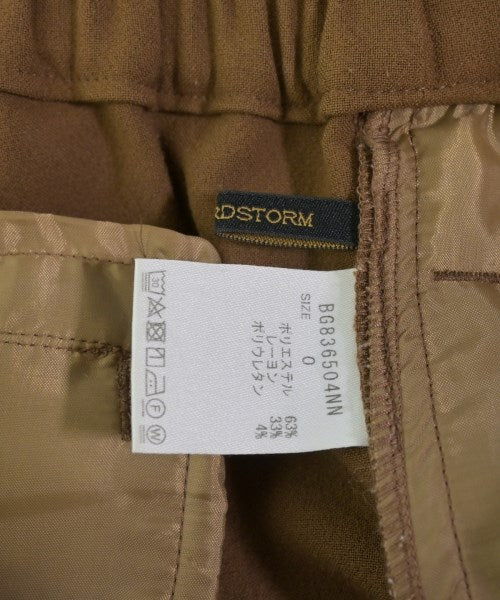 RDSTORM
BG836504NN
SIZE 0
ポリエステル 63%
レーヨン 33%
ポリウレタン 4%
30
F
W